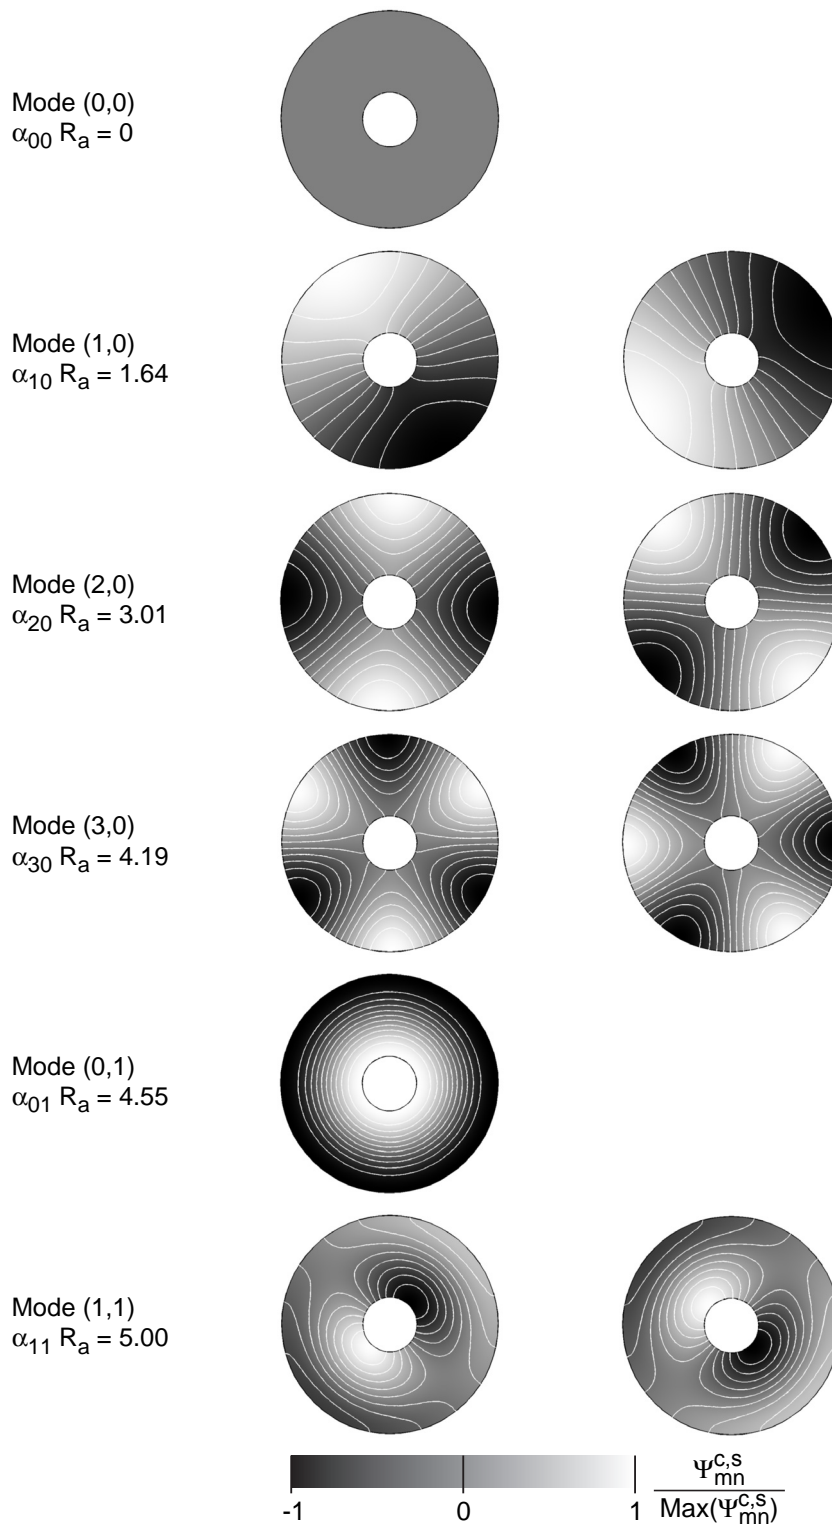 Mode (0,0)
α00 Ra = 0
Mode (1,0)
α10 Ra = 1.64
Mode (2,0)
α20 Ra = 3.01
Mode (3,0)
α30 Ra = 4.19
Mode (0,1)
α01 Ra = 4.55
Mode (1,1)
α11 Ra = 5.00
-1 0 1
Ψmn^c,s
Max(Ψmn^c,s)